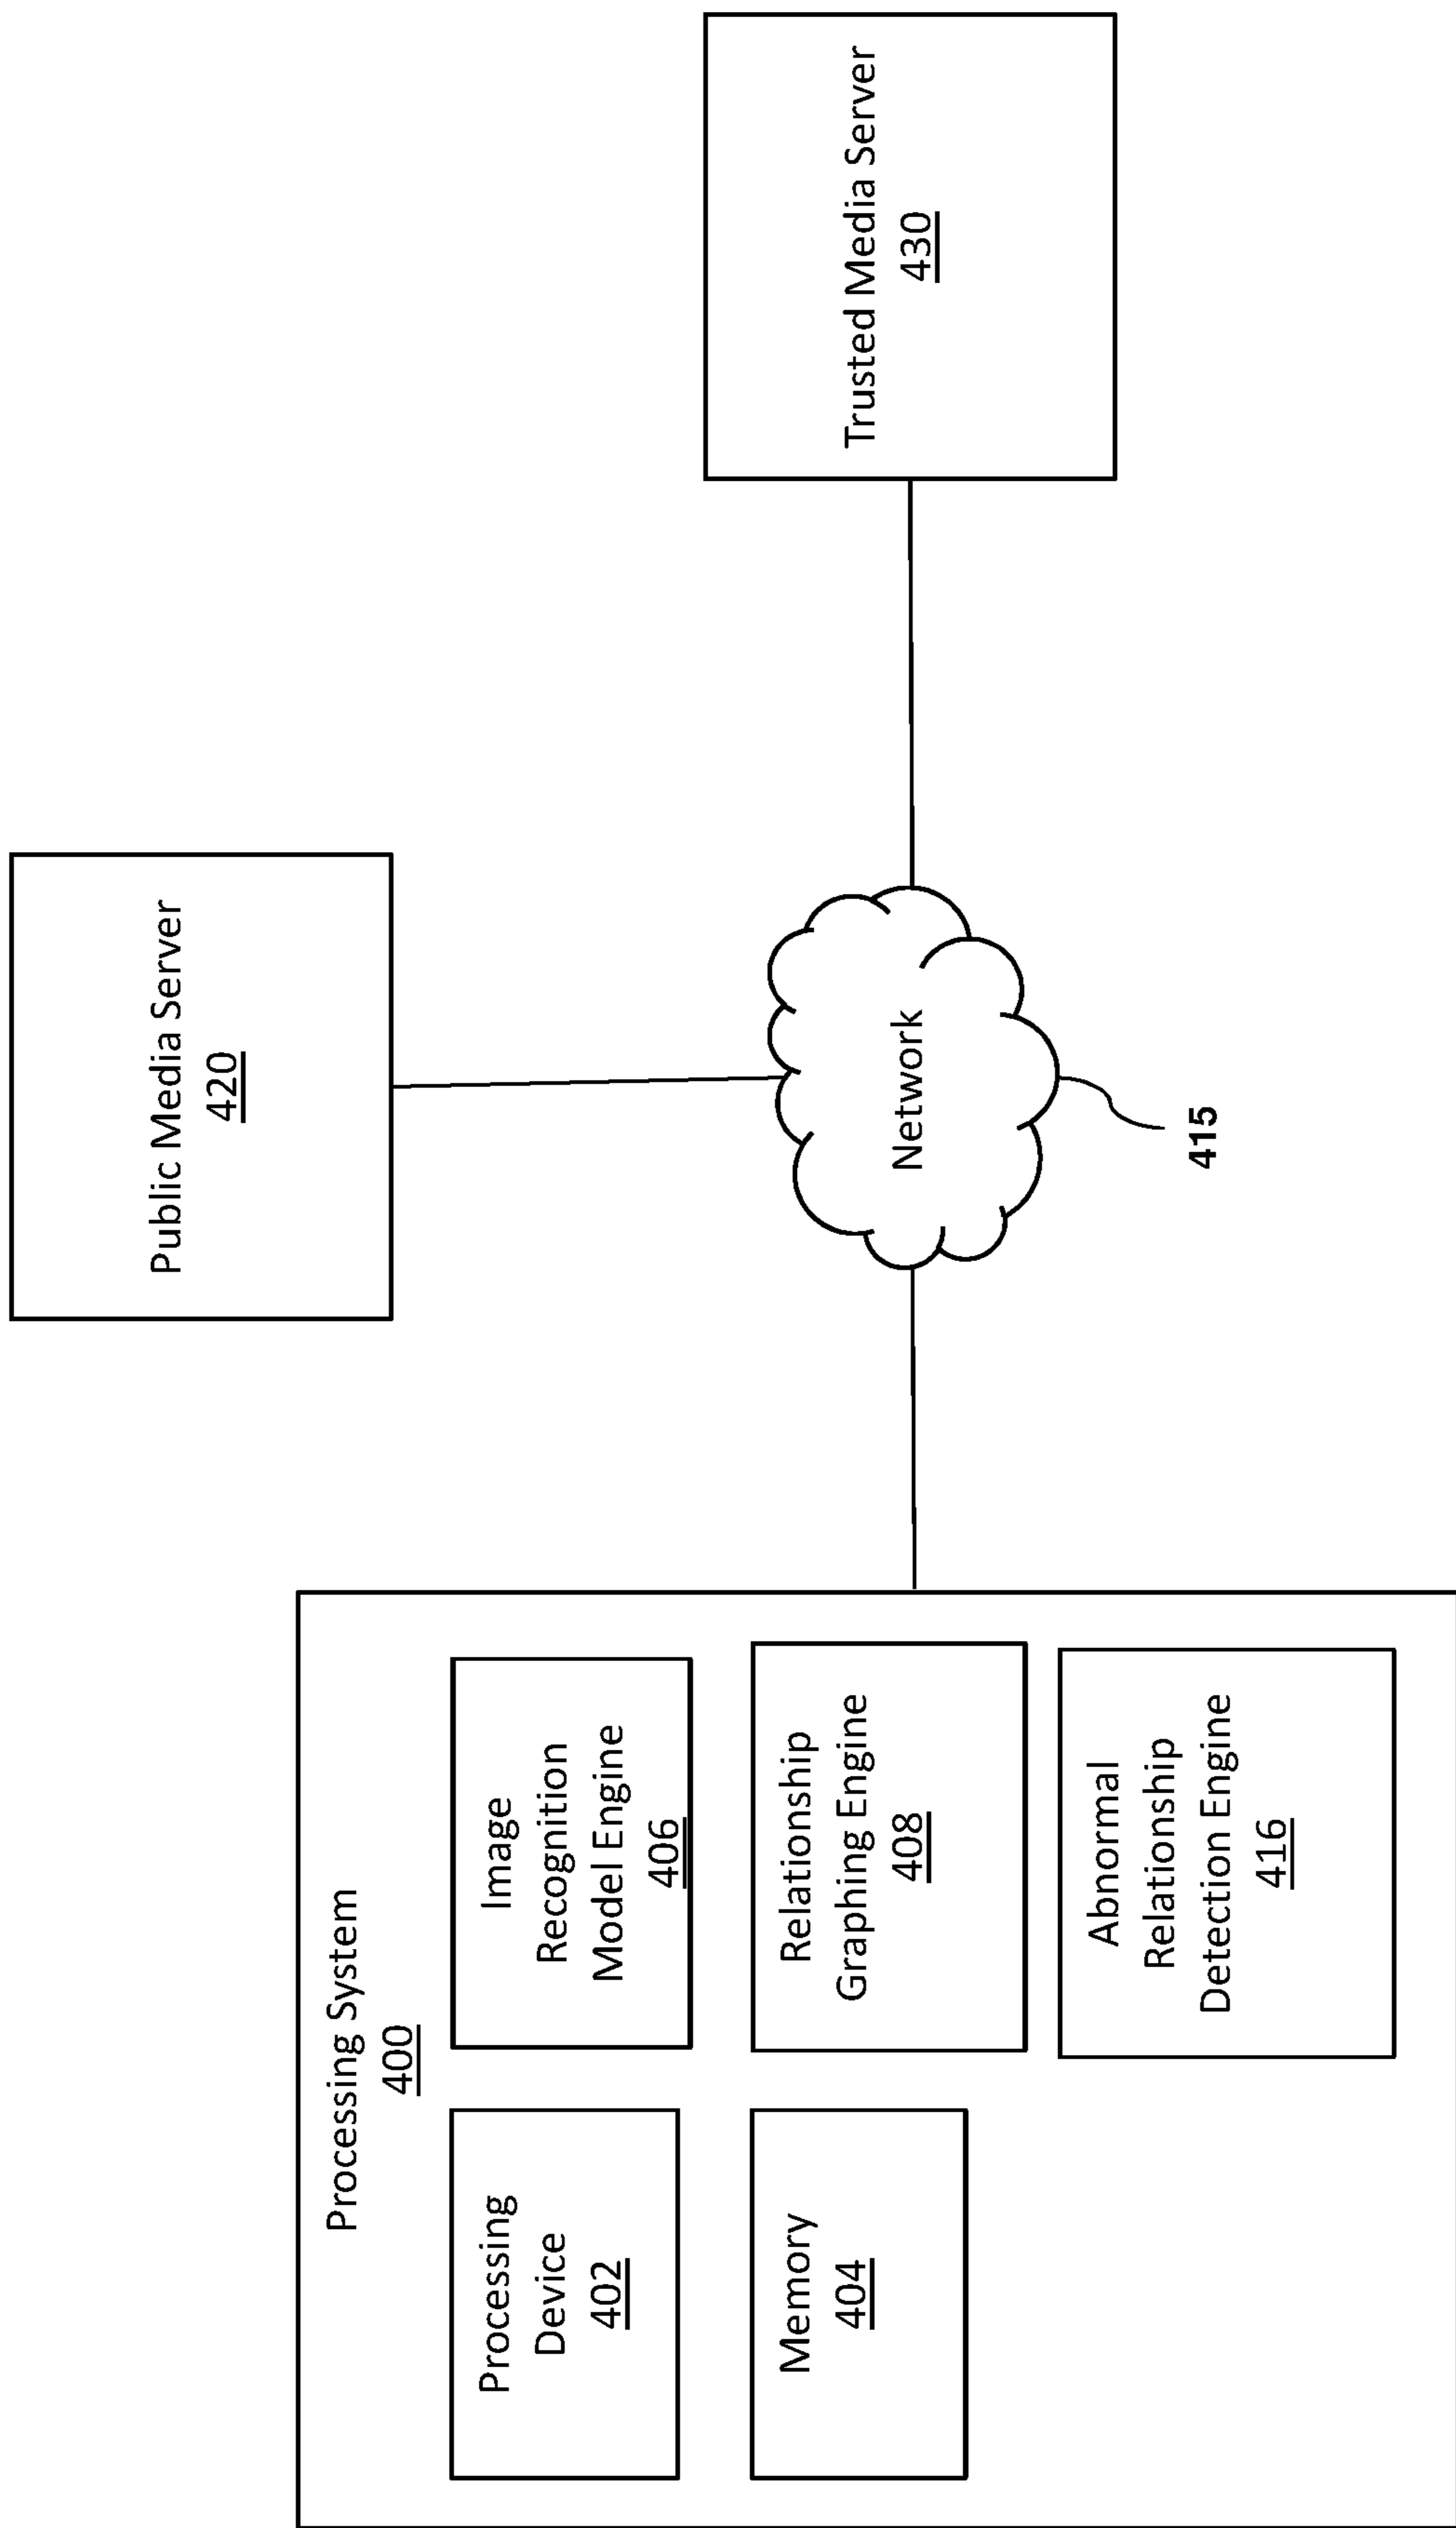 Processing System
400
Processing
Device
402
Image
Recognition
Model Engine
406
Memory
404
Relationship
Graphing Engine
408
Abnormal
Relationship
Detection Engine
416
Public Media Server
420
Network
415
Trusted Media Server
430